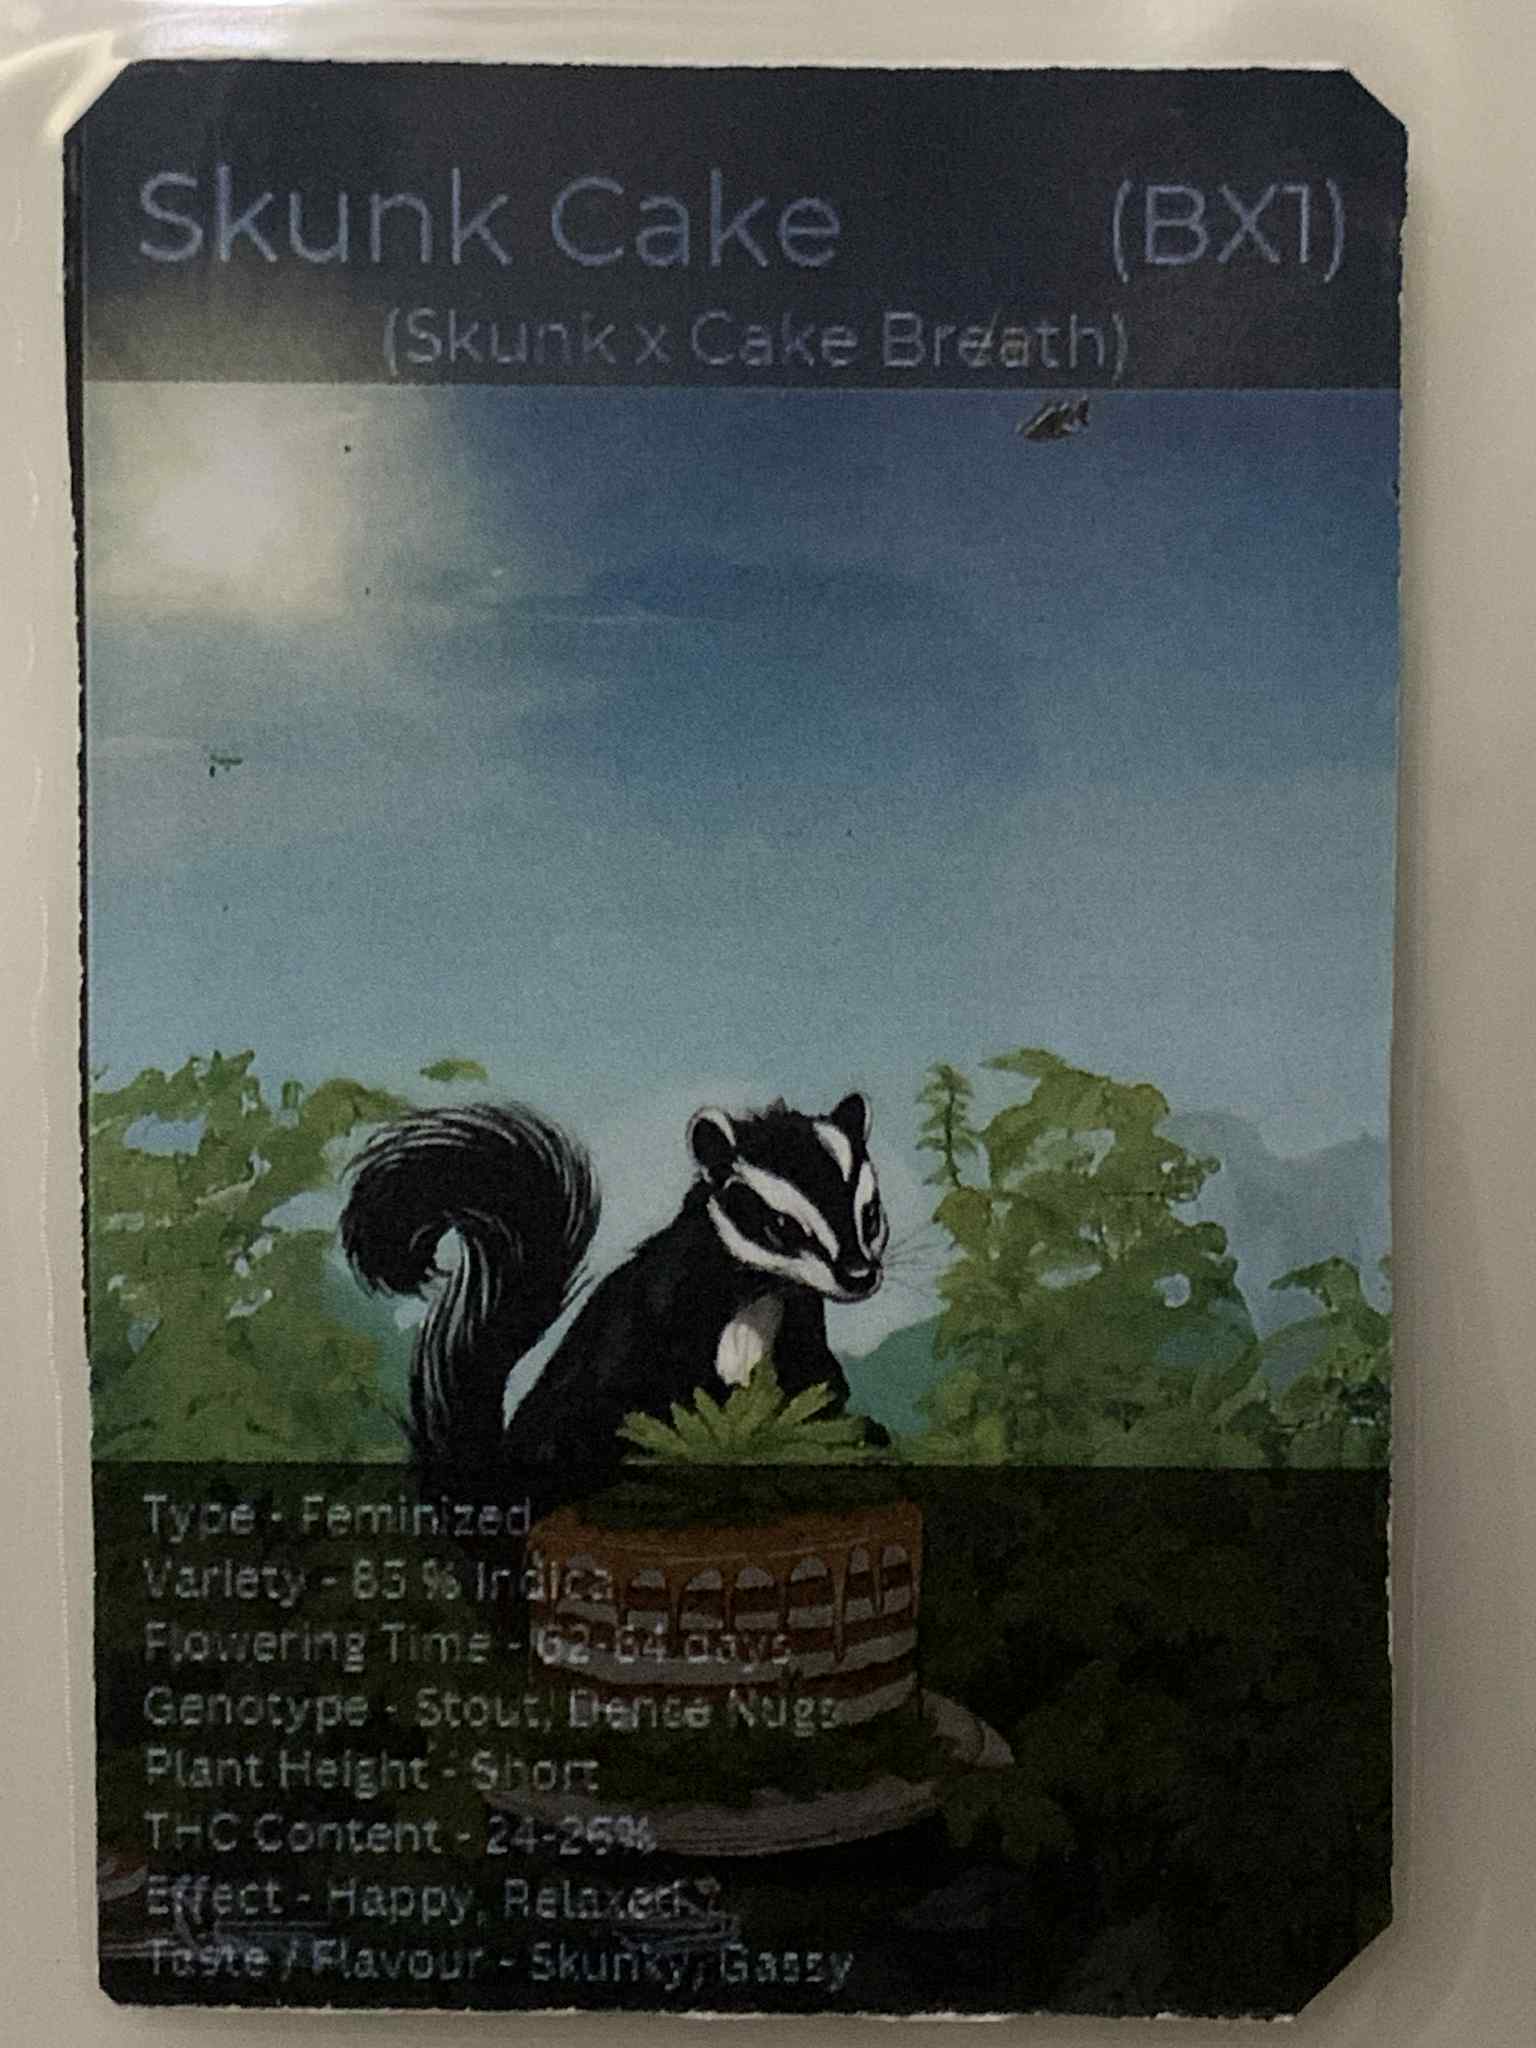 Skunk Cake (BX1)
(Skunk x Cake Breath)
Type - Feminized
Variety - 85 % Indica
Flowering Time - 62-64 days
Genotype - Stout, Dence Nugs
Plant Height - Short
THC Content - 24-26%
Effect - Happy, Relaxed
Taste / Flavour - Skunky, Gassy